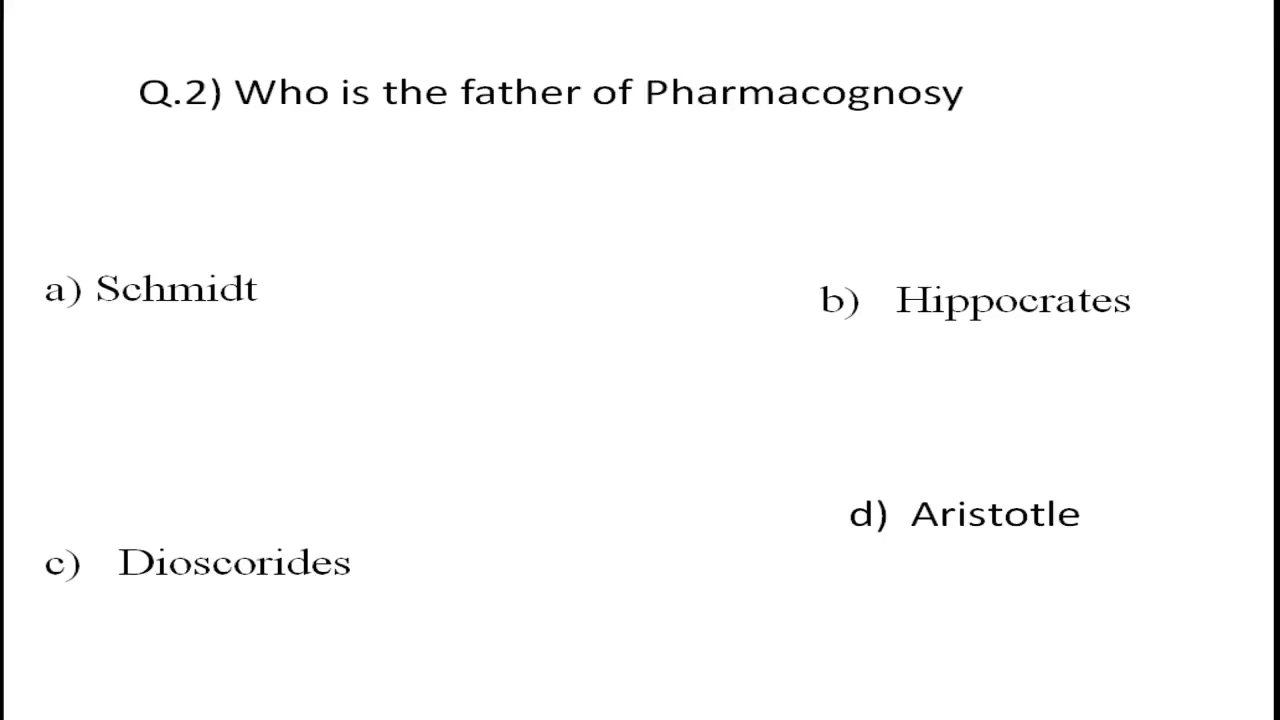 Q.2) Who is the father of Pharmacognosy
a) Schmidt
b) Hippocrates
c) Dioscorides
d) Aristotle